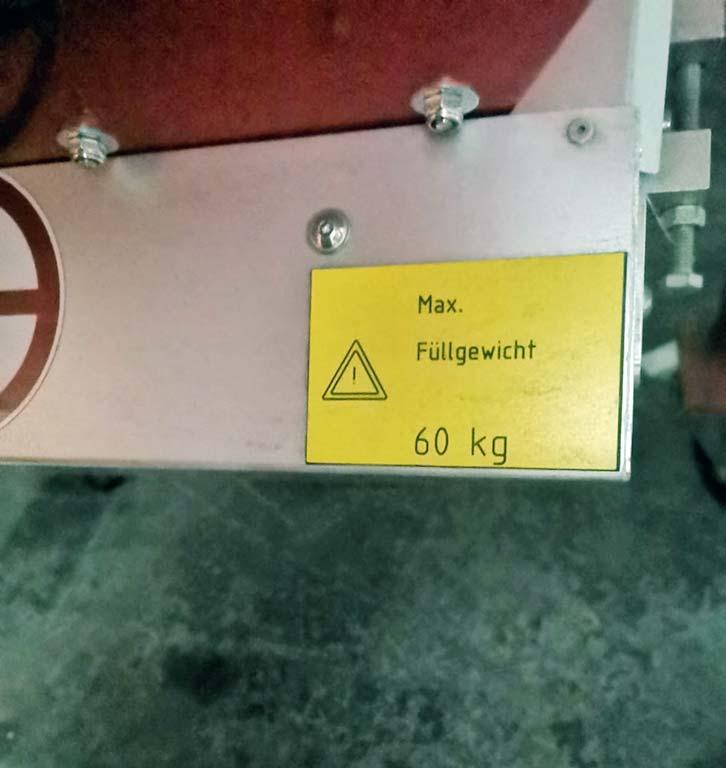 Max.
Füllgewicht
60 kg